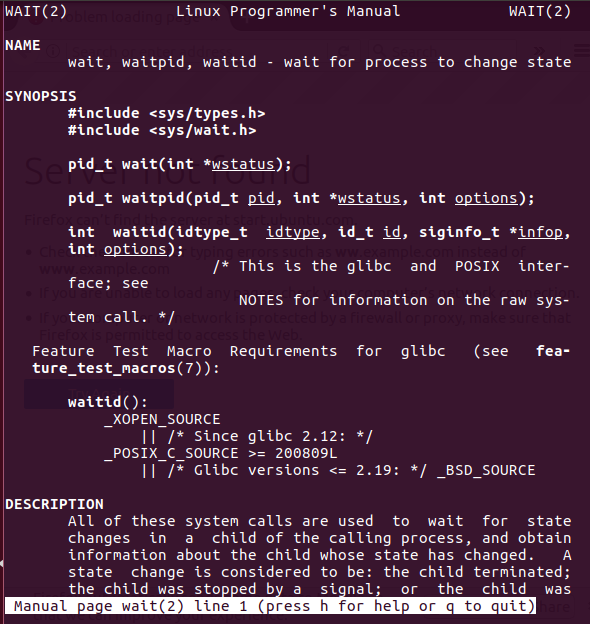 WAIT(2) Linux Programmer's Manual WAIT(2)
NAME
wait, waitpid, waitid - wait for process to change state
SYNOPSIS
#include <sys/types.h>
#include <sys/wait.h>
pid_t wait(int *wstatus);
pid_t waitpid(pid_t pid, int *wstatus, int options);
int waitid(idtype_t idtype, id_t id, siginfo_t *infop,
int options);
/* This is the glibc and POSIX inter-
face; see
NOTES for information on the raw sys-
tem call. */
Feature Test Macro Requirements for glibc (see fea-
ture_test_macros(7)):
waitid():
_XOPEN_SOURCE
|| /* Since glibc 2.12: */
_POSIX_C_SOURCE >= 200809L
|| /* Glibc versions <= 2.19: */ _BSD_SOURCE
DESCRIPTION
All of these system calls are used to wait for state
changes in a child of the calling process, and obtain
information about the child whose state has changed. A
state change is considered to be: the child terminated;
the child was stopped by a signal; or the child was
Manual page wait(2) line 1 (press h for help or q to quit)